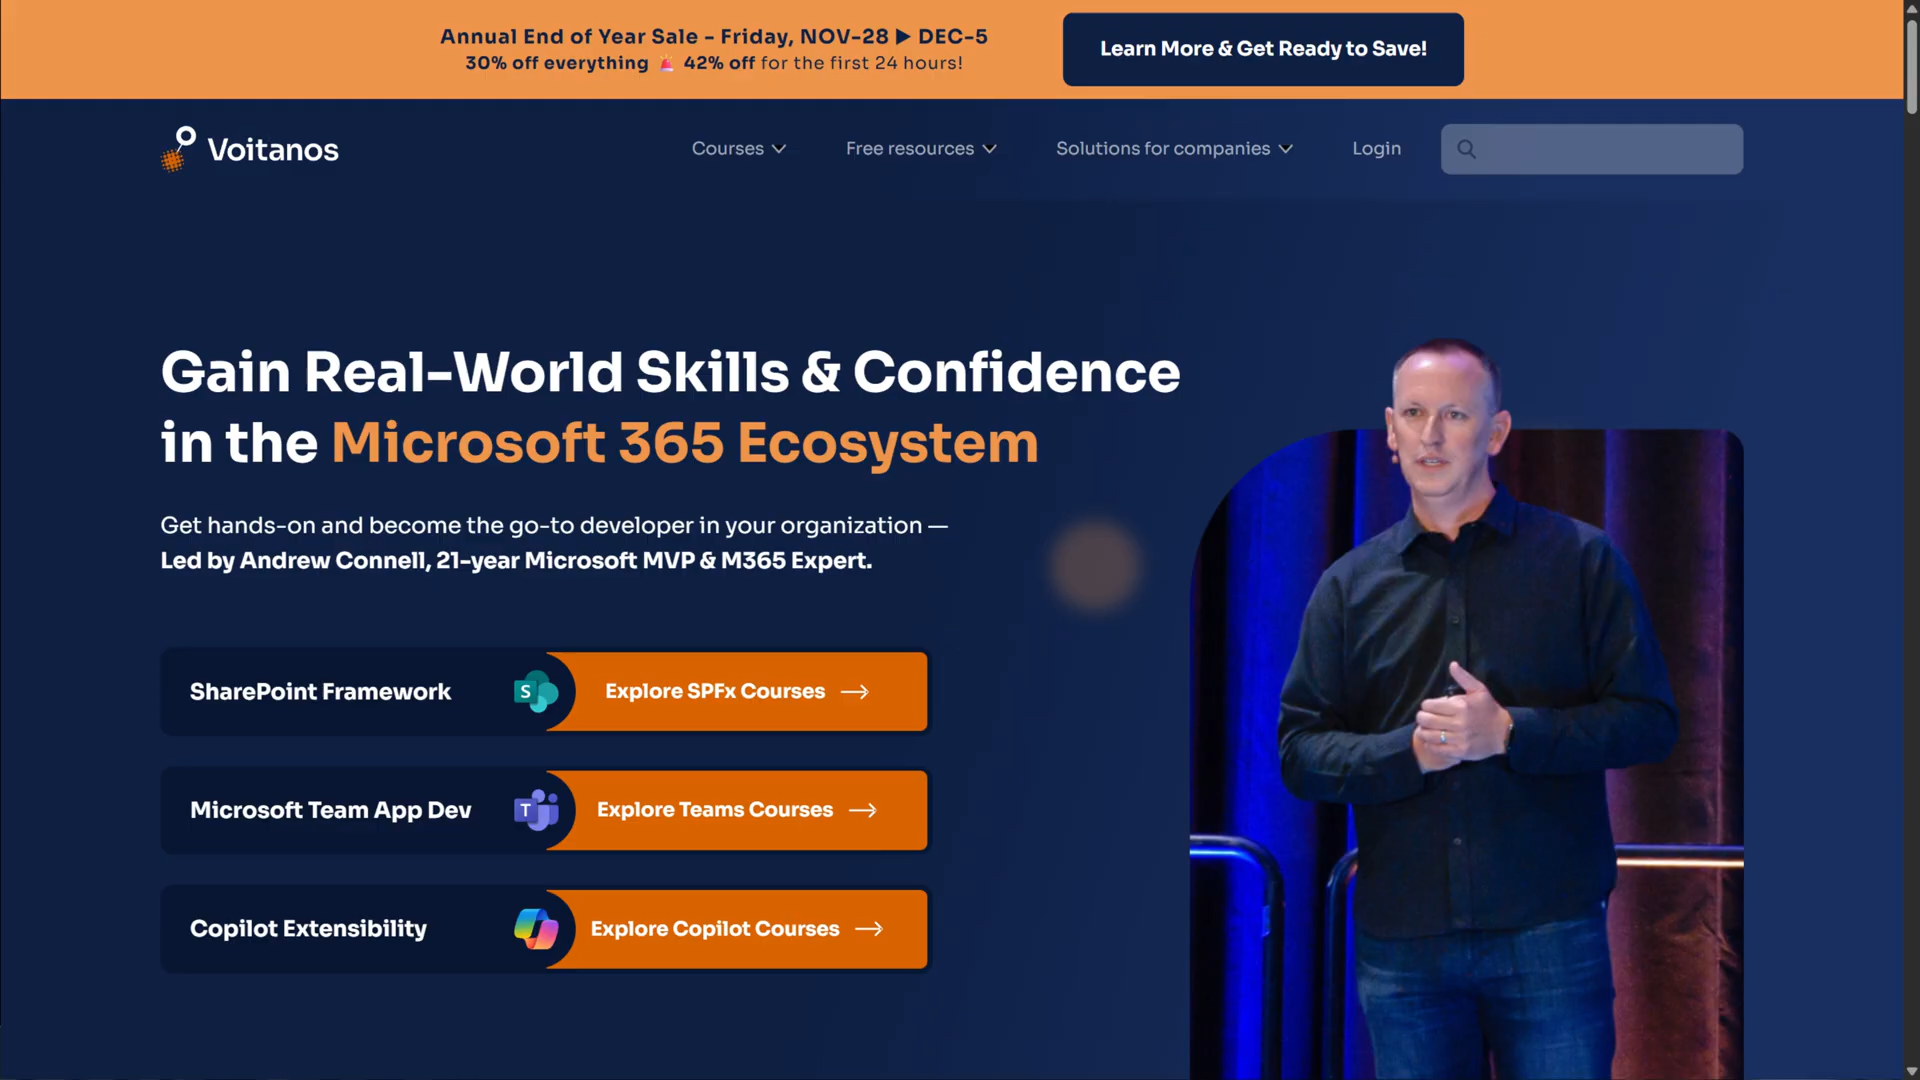 Annual End of Year Sale - Friday, NOV-28 ▶ DEC-5
30% off everything 🚨 42% off for the first 24 hours!
Learn More & Get Ready to Save!
Voitanos
Courses
Free resources
Solutions for companies
Login
Gain Real-World Skills & Confidence
in the Microsoft 365 Ecosystem
Get hands-on and become the go-to developer in your organization —
Led by Andrew Connell, 21-year Microsoft MVP & M365 Expert.
SharePoint Framework
S
Explore SPFx Courses
Microsoft Team App Dev
T
Explore Teams Courses
Copilot Extensibility
Explore Copilot Courses